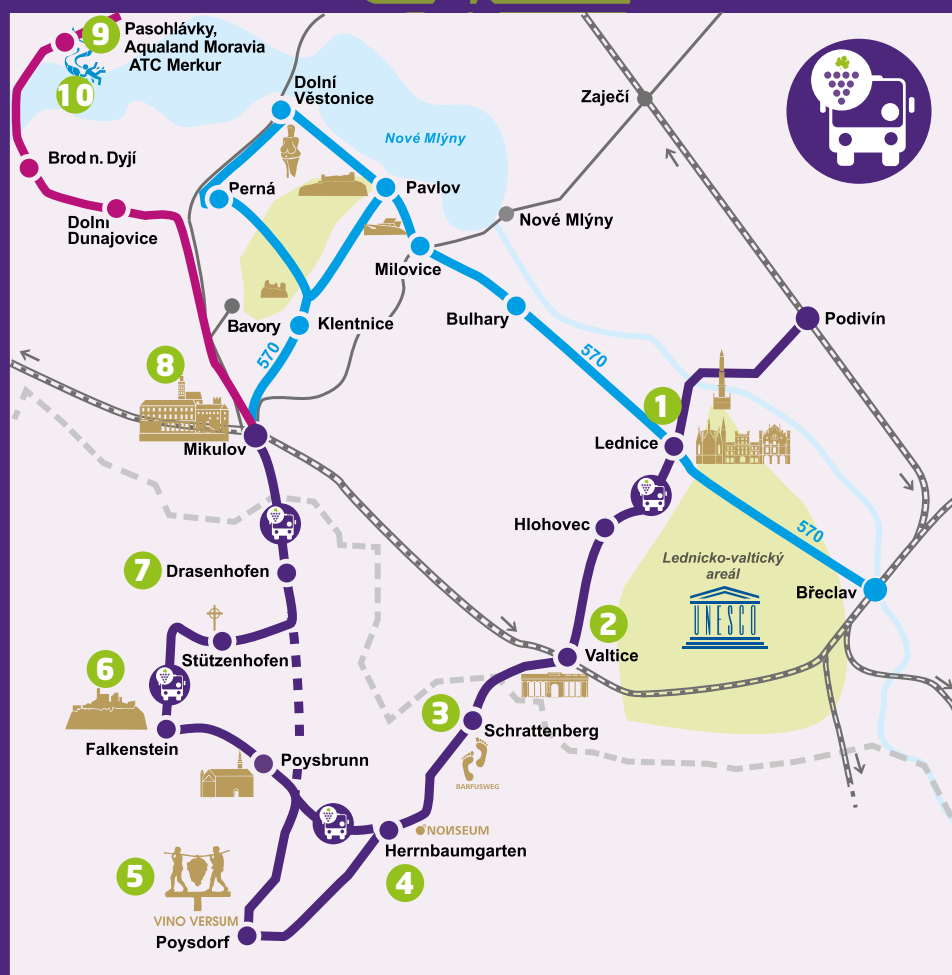 9
Pasohlávky,
Aqualand Moravia
ATC Merkur
10
Dolní
Věstonice
Zaječí
Nové Mlýny
Brod n. Dyjí
Perná
Pavlov
Dolní
Dunajovice
Nové Mlýny
Milovice
Bavory
Klentnice
Bulhary
Podivín
570
570
8
1
Mikulov
Lednice
Hlohovec
570
7
Drasenhofen
Lednicko-valtický
areál
UNESCO
Břeclav
2
Valtice
Stützenhofen
6
3
Schrattenberg
Falkenstein
Poysbrunn
BARFUSWEG
NOИSEUM
Herrnbaumgarten
5
4
VINO VERSUM
Poysdorf